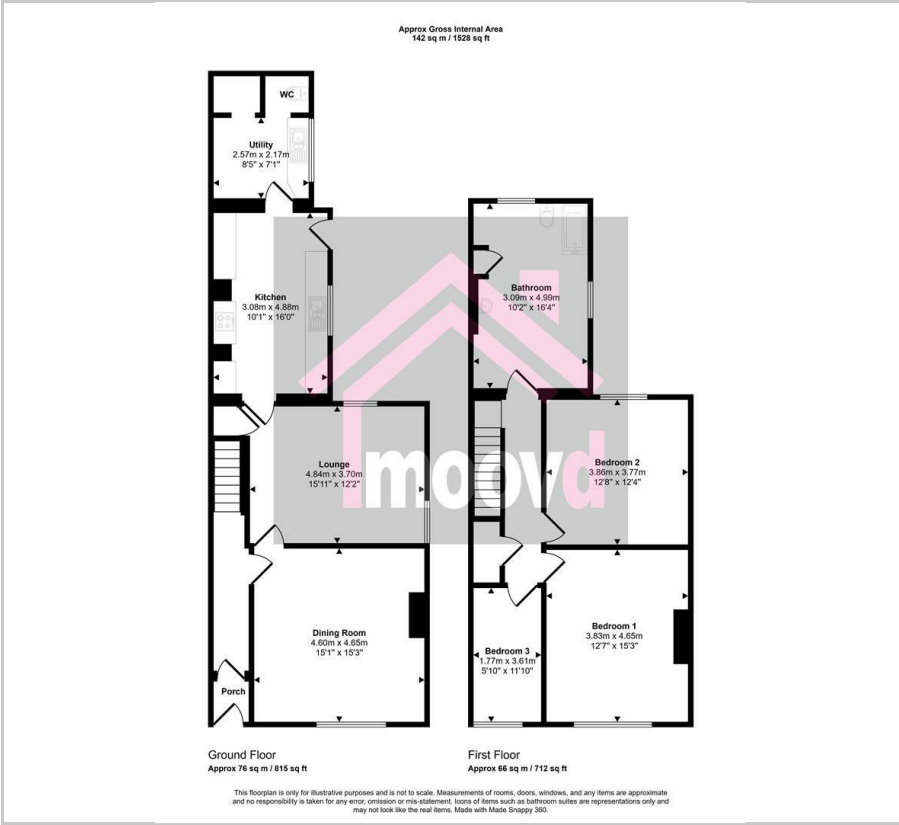 Approx Gross Internal Area
142 sq m / 1528 sq ft
WC
Utility
2.57m x 2.17m
8'5" x 7'1"
Kitchen
3.08m x 4.88m
10'1" x 16'0"
Lounge
4.84m x 3.70m
15'11" x 12'2"
Dining Room
4.60m x 4.65m
15'1" x 15'3"
Porch
Ground Floor
Approx 76 sq m / 815 sq ft
Bathroom
3.09m x 4.99m
10'2" x 16'4"
Bedroom 2
3.86m x 3.77m
12'8" x 12'4"
Bedroom 1
3.83m x 4.65m
12'7" x 15'3"
Bedroom 3
1.77m x 3.61m
5'10" x 11'10"
First Floor
Approx 66 sq m / 712 sq ft
moovd
This floorplan is only for illustrative purposes and is not to scale. Measurements of rooms, doors, windows, and any items are approximate
and no responsibility is taken for any error, omission or mis-statement. Icons of items such as bathroom suites are representations only and
may not look like the real items. Made with Made Snappy 360.